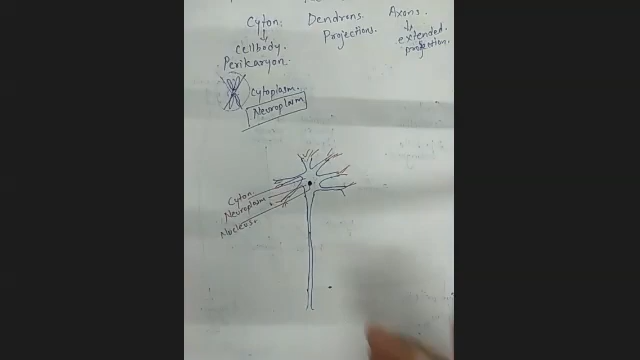 Cyton. Dendrons Axons.
Cellbody. Projections. extended
Perikaryon. projection.
Cytoplasm.
Neuroplasm
Cyton.
Neuroplasm
Nucleus.